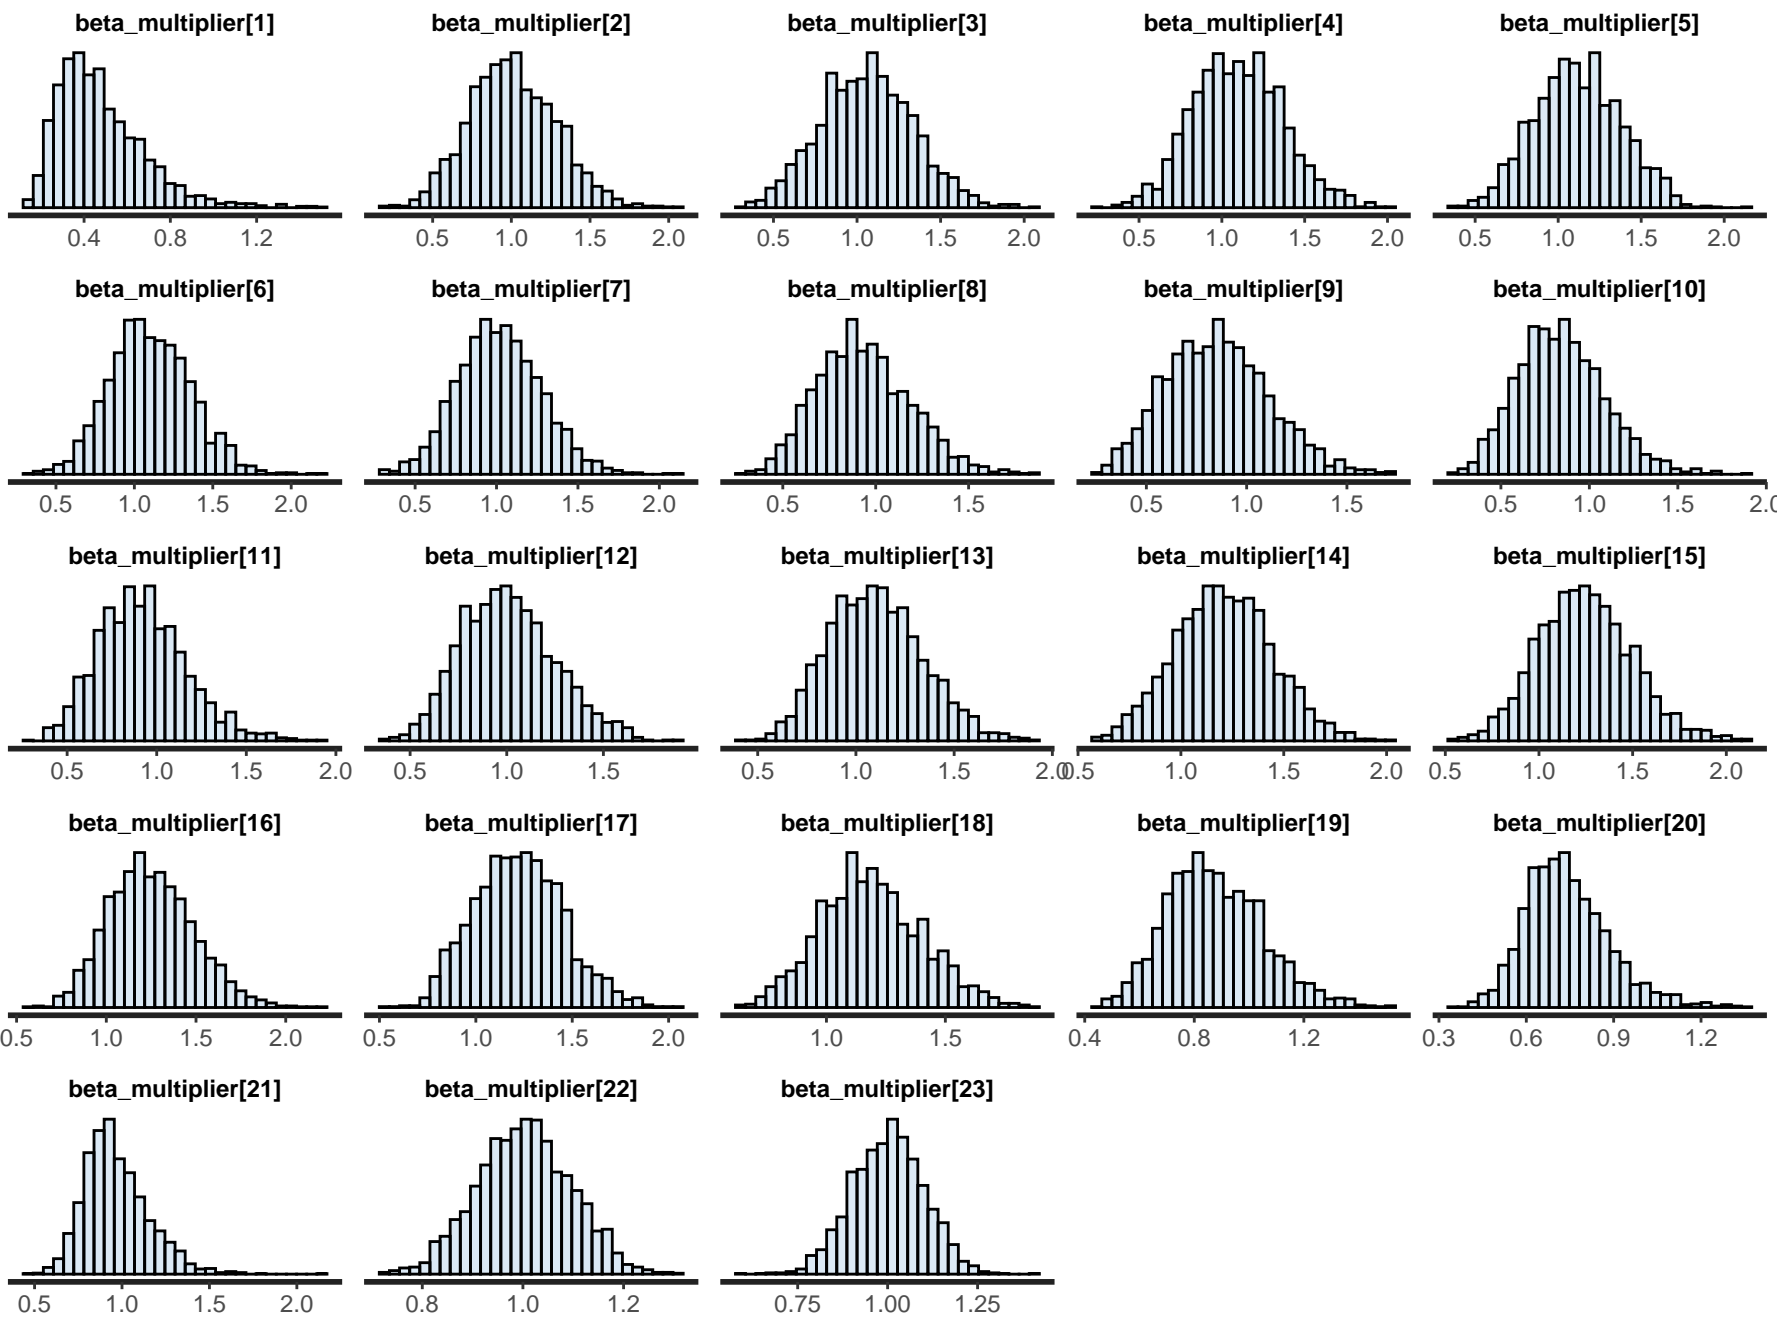 beta_multiplier[1] beta_multiplier[2] beta_multiplier[3] beta_multiplier[4] beta_multiplier[5]
0.4 0.8 1.2 0.5 1.0 1.5 2.0 0.5 1.0 1.5 2.0 0.5 1.0 1.5 2.0 0.5 1.0 1.5 2.0
beta_multiplier[6] beta_multiplier[7] beta_multiplier[8] beta_multiplier[9] beta_multiplier[10]
0.5 1.0 1.5 2.0 0.5 1.0 1.5 2.0 0.5 1.0 1.5 0.5 1.0 1.5 0.5 1.0 1.5 2.0
beta_multiplier[11] beta_multiplier[12] beta_multiplier[13] beta_multiplier[14] beta_multiplier[15]
0.5 1.0 1.5 2.0 0.5 1.0 1.5 0.5 1.0 1.5 2.0 0.5 1.0 1.5 2.0 0.5 1.0 1.5 2.0
beta_multiplier[16] beta_multiplier[17] beta_multiplier[18] beta_multiplier[19] beta_multiplier[20]
0.5 1.0 1.5 2.0 0.5 1.0 1.5 2.0 1.0 1.5 0.4 0.8 1.2 0.3 0.6 0.9 1.2
beta_multiplier[21] beta_multiplier[22] beta_multiplier[23]
0.5 1.0 1.5 2.0 0.8 1.0 1.2 0.75 1.00 1.25